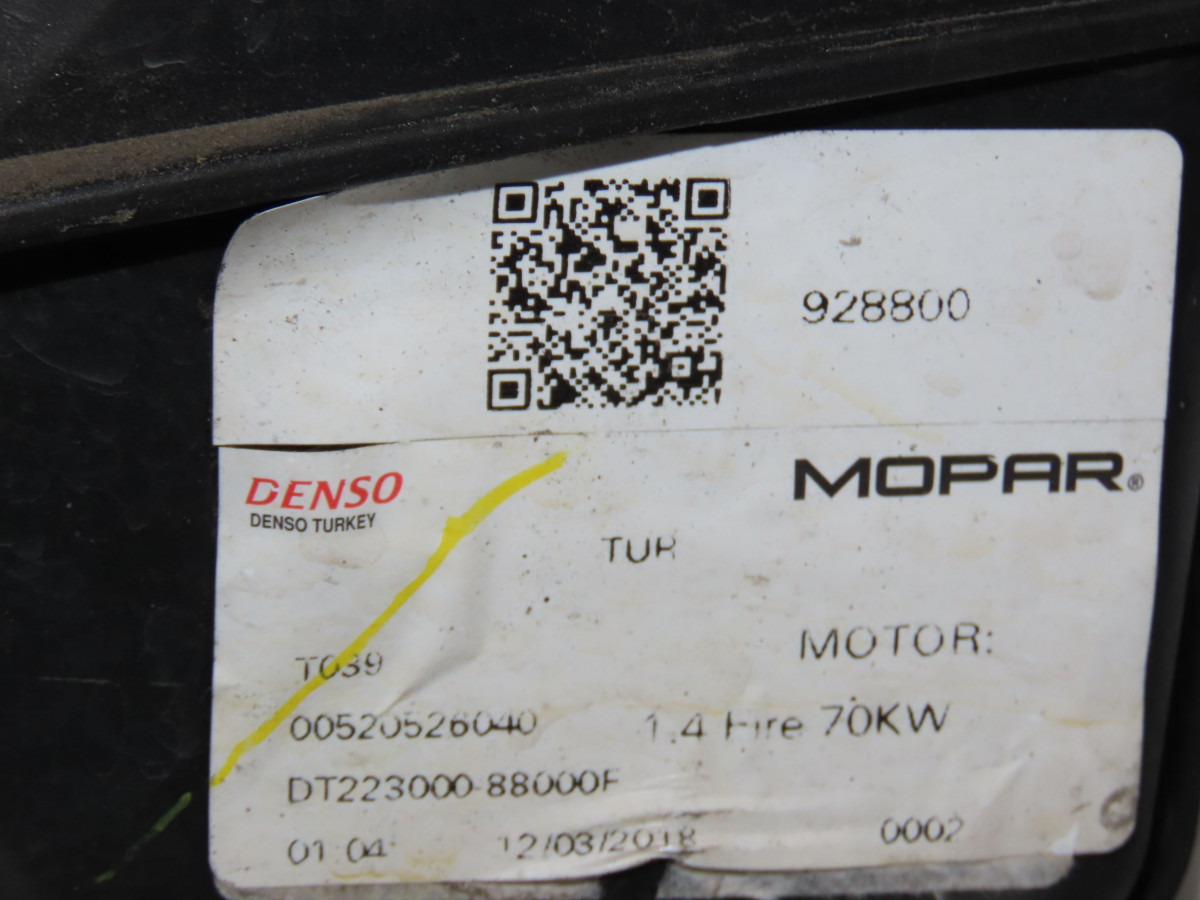 928800
DENSO
DENSO TURKEY
MOPAR®
TUR
MOTOR:
T039
00520526040 1.4 Fire 70KW
DT223000-88000F
01 04 12/03/2018 0002